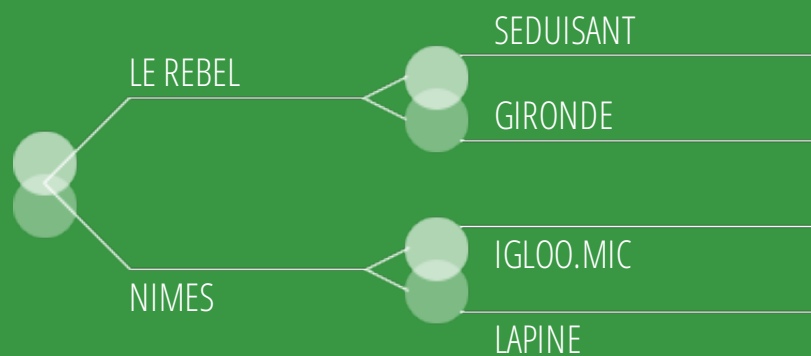 SEDUISANT
LE REBEL
GIRONDE
IGLOO.MIC
NIMES
LAPINE